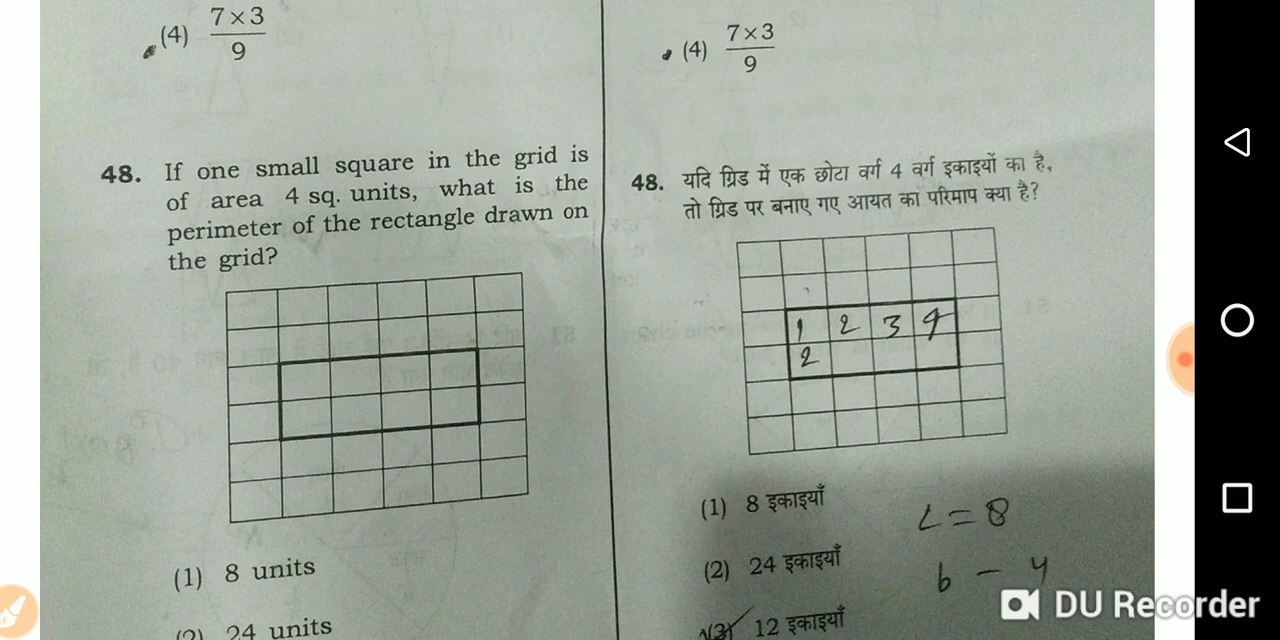 (4) 7 × 3
9
48. If one small square in the grid is
of area 4 sq. units, what is the
perimeter of the rectangle drawn on
the grid?
(1) 8 units
(2) 24 units
(4) 7 × 3
9
48. यदि ग्रिड में एक छोटा वर्ग 4 वर्ग इकाइयों का है,
तो ग्रिड पर बनाए गए आयत का परिमाप क्या है?
1 2 3 4
2
(1) 8 इकाइयाँ
(2) 24 इकाइयाँ
(3) 12 इकाइयाँ
L = 8
b – 4
DU Recorder